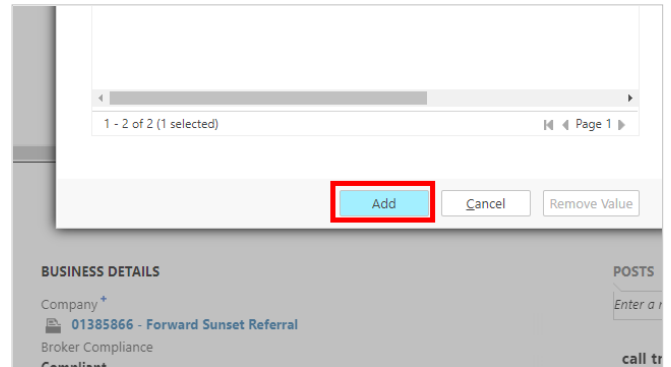 1 - 2 of 2 (1 selected)
Page 1
Add
Cancel
Remove Value
BUSINESS DETAILS
POSTS
Company +
Enter a
01385866 - Forward Sunset Referral
Broker Compliance
Compliant
call